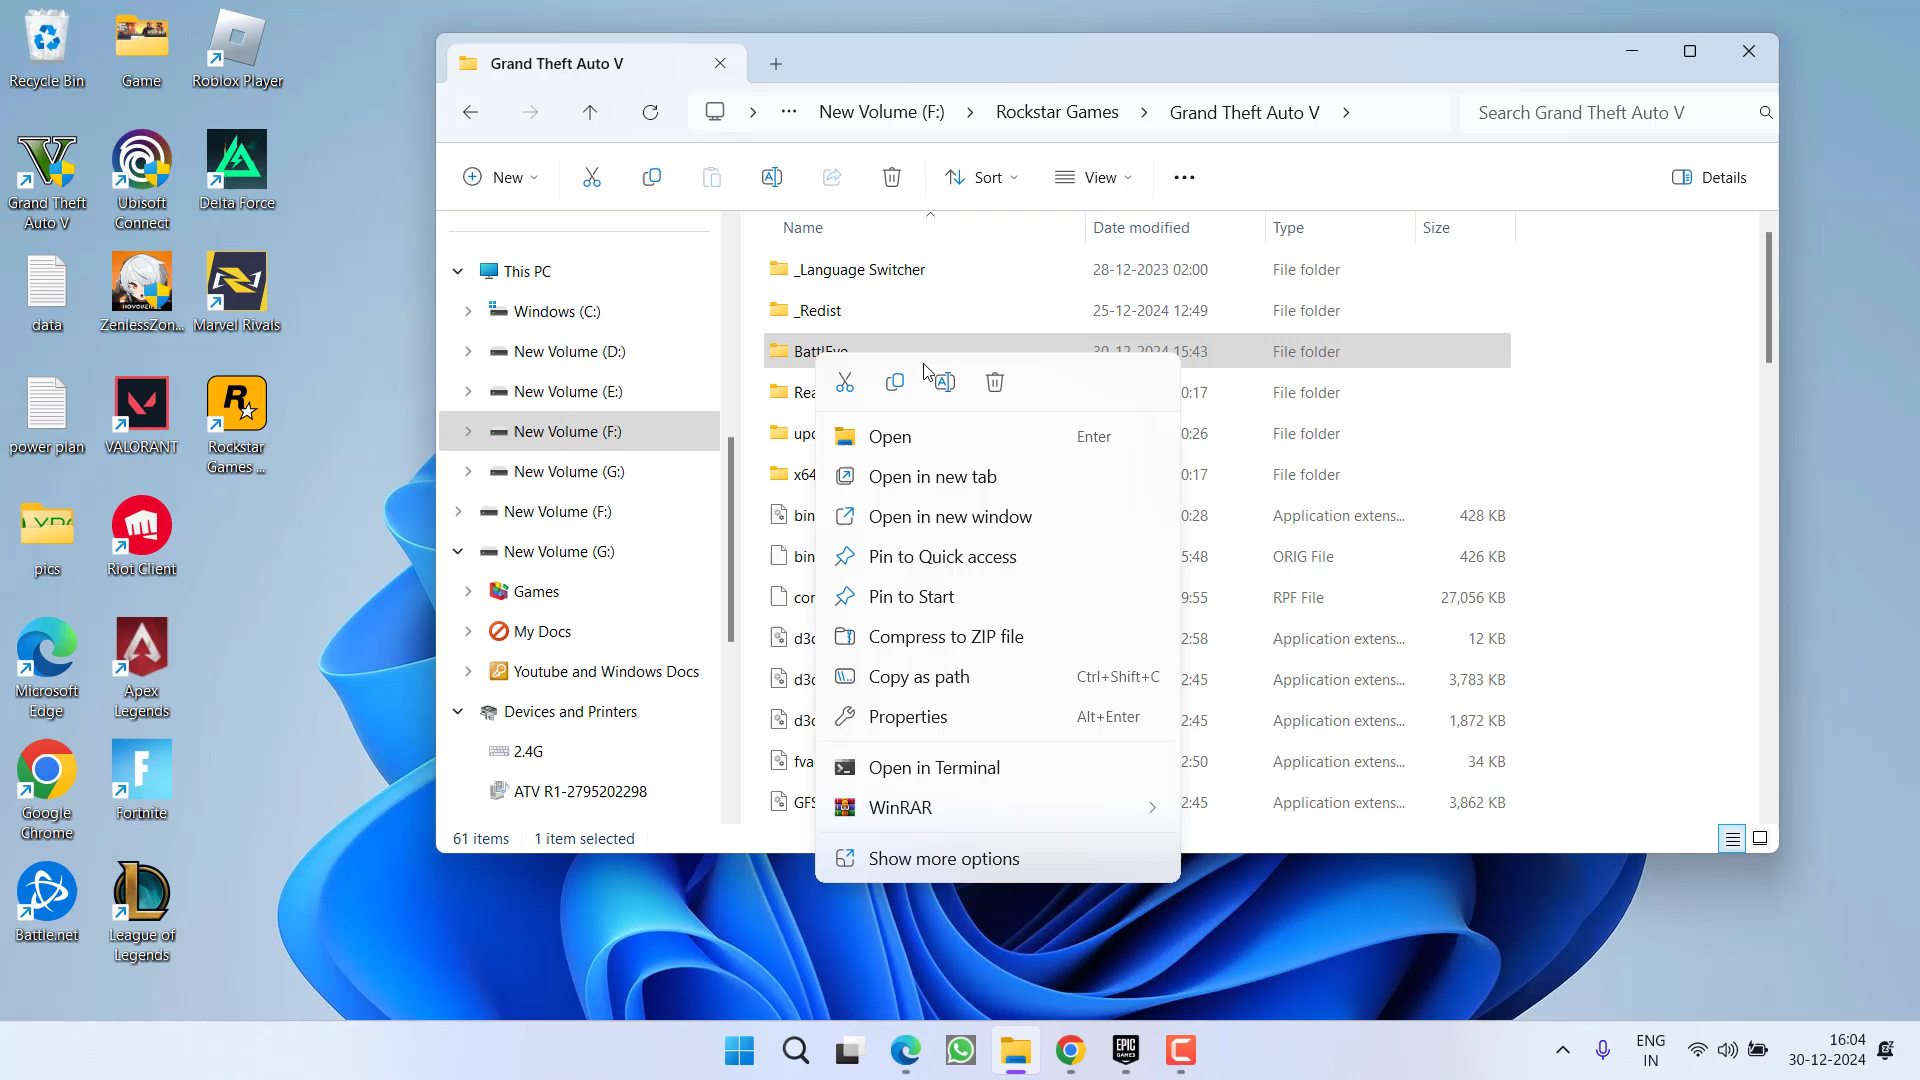 Recycle Bin
Game
Roblox Player
Grand Theft
Auto V
Ubisoft
Connect
Delta Force
data
ZenlessZon...
Marvel Rivals
power plan
VALORANT
Rockstar
Games ...
pics
Riot Client
Microsoft
Edge
Apex
Legends
Google
Chrome
Fortnite
Battle.net
League of
Legends
Grand Theft Auto V
New Volume (F:)
Rockstar Games
Grand Theft Auto V
Search Grand Theft Auto V
New
Sort
View
Details
This PC
Windows (C:)
New Volume (D:)
New Volume (E:)
New Volume (F:)
New Volume (G:)
New Volume (F:)
New Volume (G:)
Games
My Docs
Youtube and Windows Docs
Devices and Printers
2.4G
ATV R1-2795202298
Name Date modified Type Size
_Language Switcher 28-12-2023 02:00 File folder
_Redist 25-12-2024 12:49 File folder
BattlEye 30-12-2024 15:43 File folder
Rea 0:17 File folder
upd 0:26 File folder
x64 0:17 File folder
bin 0:28 Application extens... 428 KB
bin 5:48 ORIG File 426 KB
cor 9:55 RPF File 27,056 KB
d3c 2:58 Application extens... 12 KB
d3c 2:45 Application extens... 3,783 KB
d3c 2:45 Application extens... 1,872 KB
fva 2:50 Application extens... 34 KB
GFS 2:45 Application extens... 3,862 KB
Open Enter
Open in new tab
Open in new window
Pin to Quick access
Pin to Start
Compress to ZIP file
Copy as path Ctrl+Shift+C
Properties Alt+Enter
Open in Terminal
WinRAR
Show more options
61 items 1 item selected
EPIC
GAMES
ENG
IN
16:04
30-12-2024